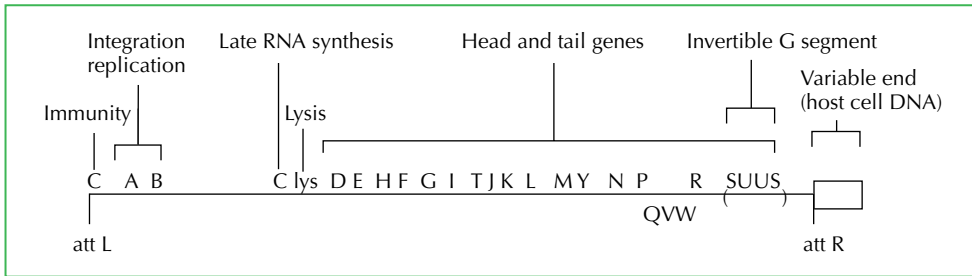 Integration
replication
Late RNA synthesis
Head and tail genes
Invertible G segment
Variable end
(host cell DNA)
Immunity
Lysis
C A B C lys D E H F G I T J K L M Y N P R (SUUS)
QVW
att L
att R